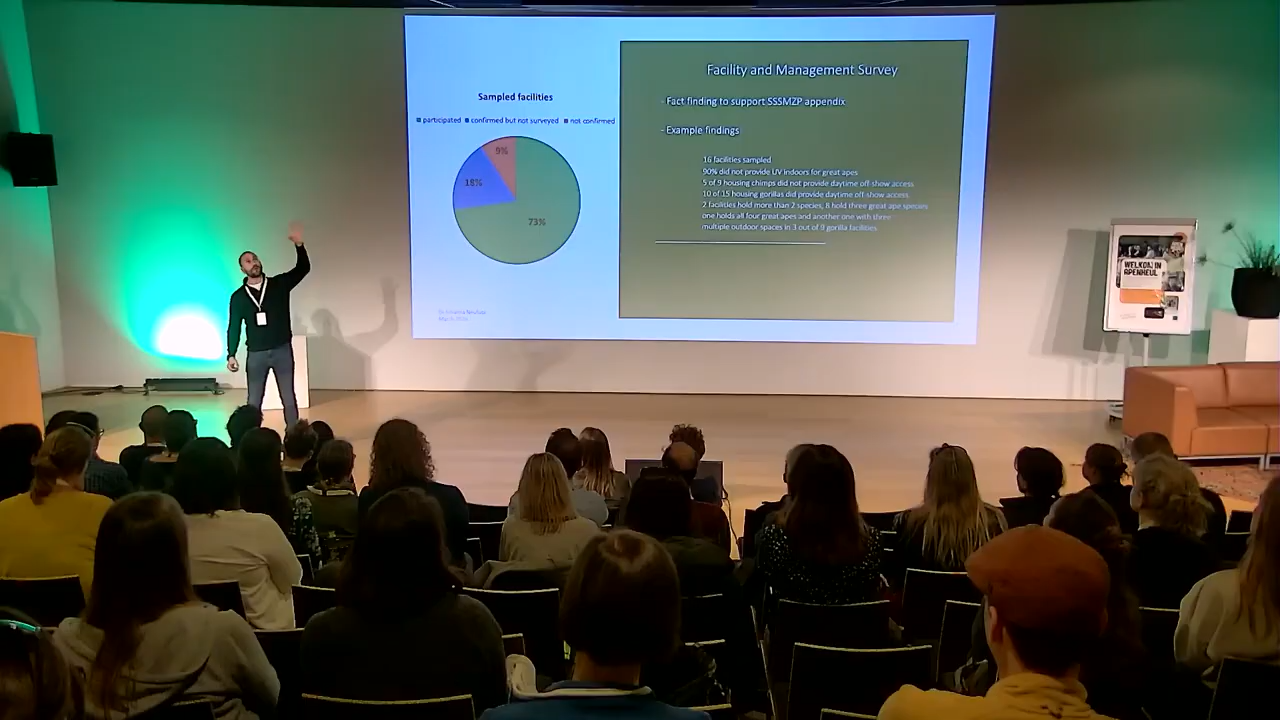 Sampled facilities
participated confirmed but not surveyed not confirmed
9%
18%
73%
Facility and Management Survey
- Fact finding to support SSSMZP appendix
- Example findings
16 facilities sampled
90% did not provide UV indoors for great apes
5 of 9 housing chimps did not provide daytime off-show access
10 of 15 housing gorillas did provide daytime off-show access
2 facilities hold more than 2 species, 8 hold three great ape species
one holds all four great apes and another one with three
multiple outdoor spaces in 3 out of 9 gorilla facilities
WELKOM IN
APENHEUL